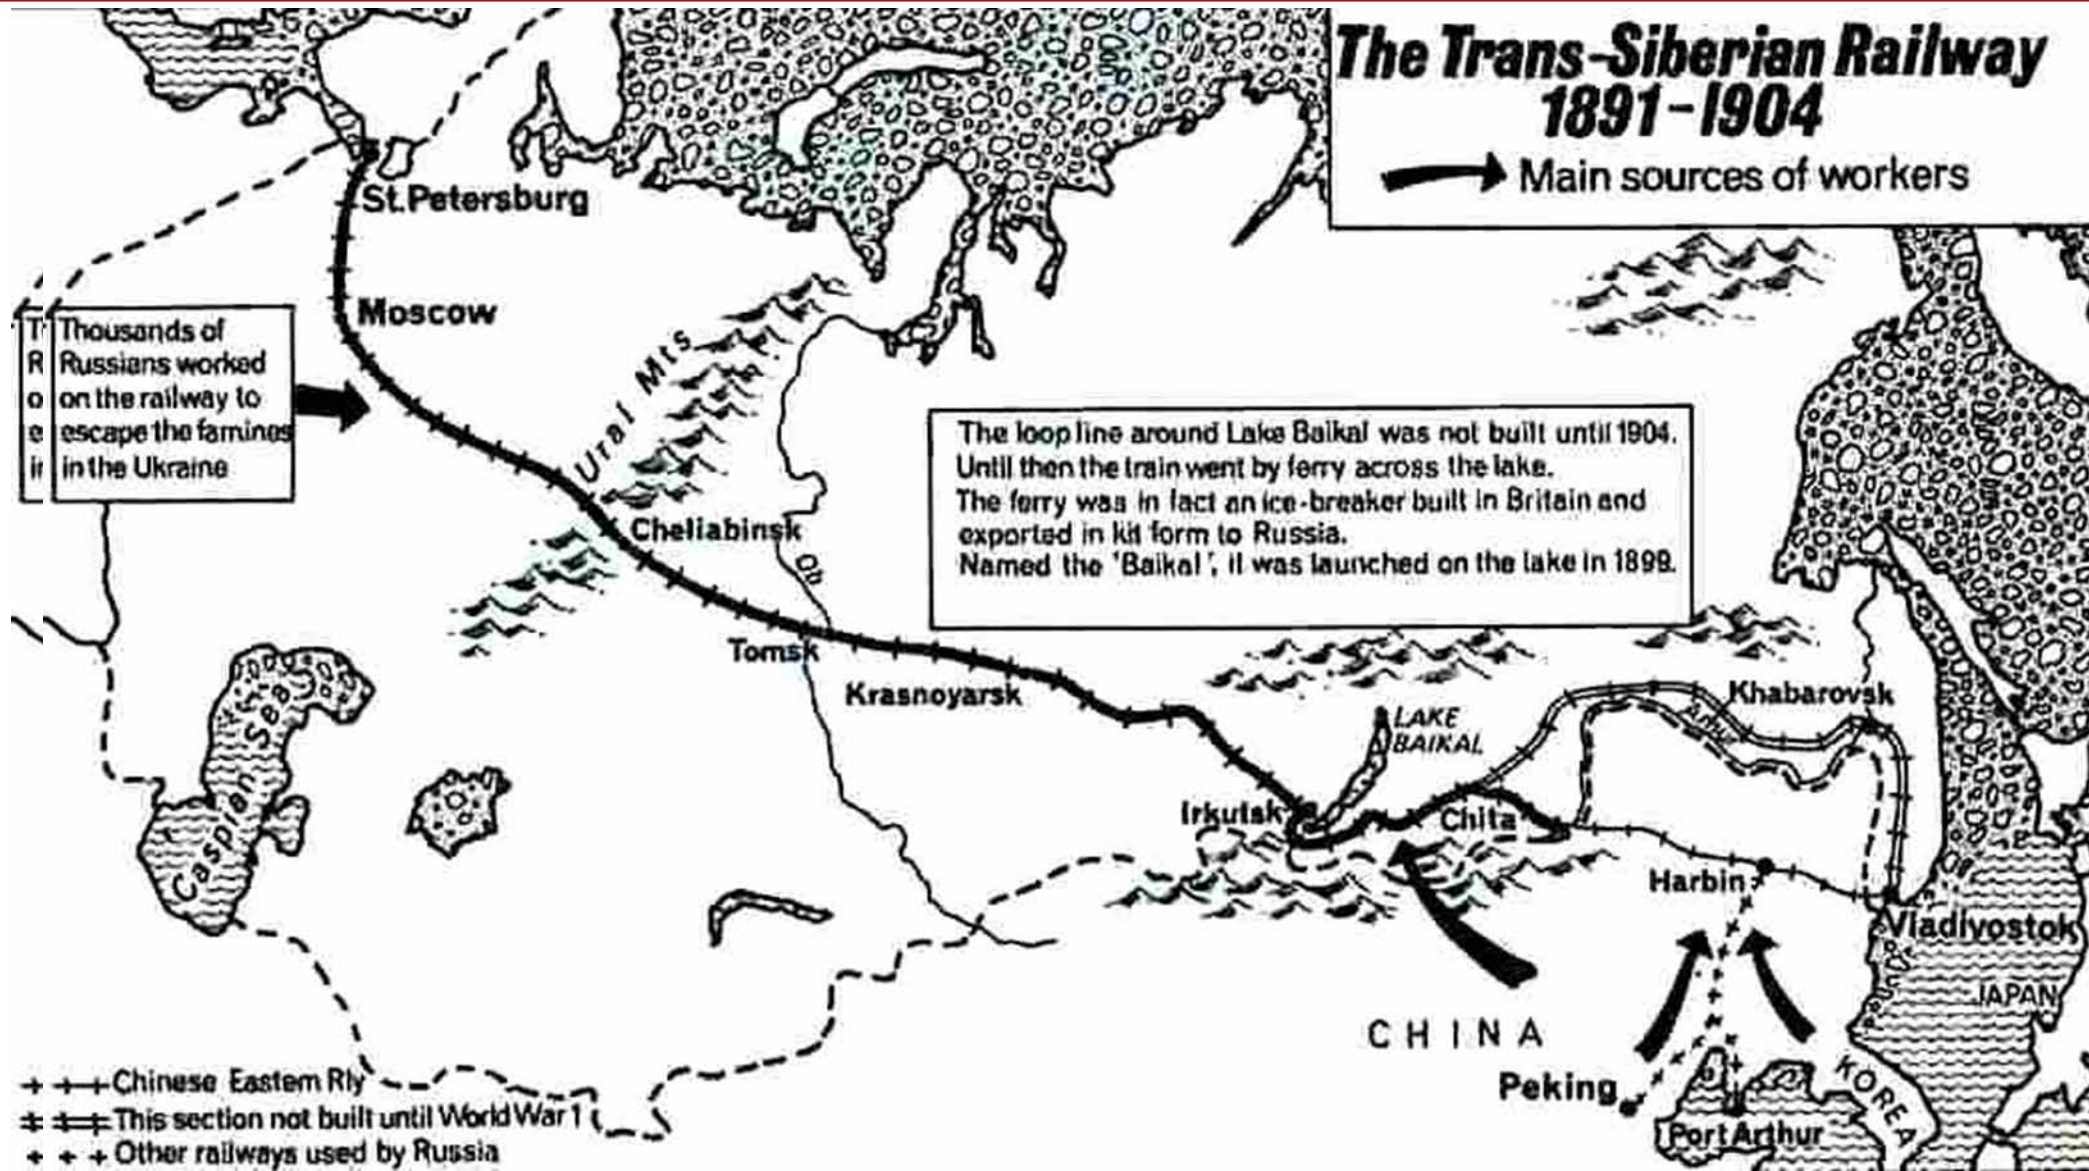 The Trans-Siberian Railway
1891-1904
Main sources of workers
St.Petersburg
Moscow
T
R
o
e
ir
Thousands of
Russians worked
on the railway to
escape the famines
in the Ukraine
Ural Mts
The loop line around Lake Baikal was not built until 1904.
Until then the train went by ferry across the lake.
The ferry was in fact an ice-breaker built in Britain and
exported in kit form to Russia.
Named the 'Baikal', it was launched on the lake in 1899.
Cheliabinsk
Ob
Tomsk
Krasnoyarsk
Khabarovsk
Amur
LAKE
BAIKAL
Caspian Sea
Irkutsk
Chita
Harbin
Vladivostok
JAPAN
CHINA
KOREA
Peking
Port Arthur
Chinese Eastern Rly
This section not built until World War 1
Other railways used by Russia